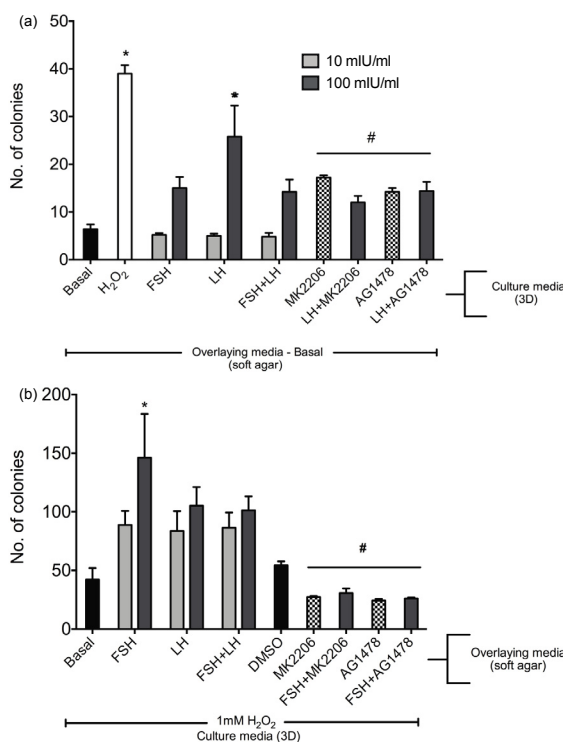 (a)
50
40
30
20
10
0
No. of colonies
10 mIU/ml
100 mIU/ml
*
*
#
Basal
H2O2
FSH
LH
FSH+LH
MK2206
LH+MK2206
AG1478
LH+AG1478
Culture media
(3D)
Overlaying media - Basal
(soft agar)
(b)
200
150
100
50
0
No. of colonies
*
#
Basal
FSH
LH
FSH+LH
DMSO
MK2206
FSH+MK2206
AG1478
FSH+AG1478
Overlaying media
(soft agar)
1mM H2O2
Culture media (3D)